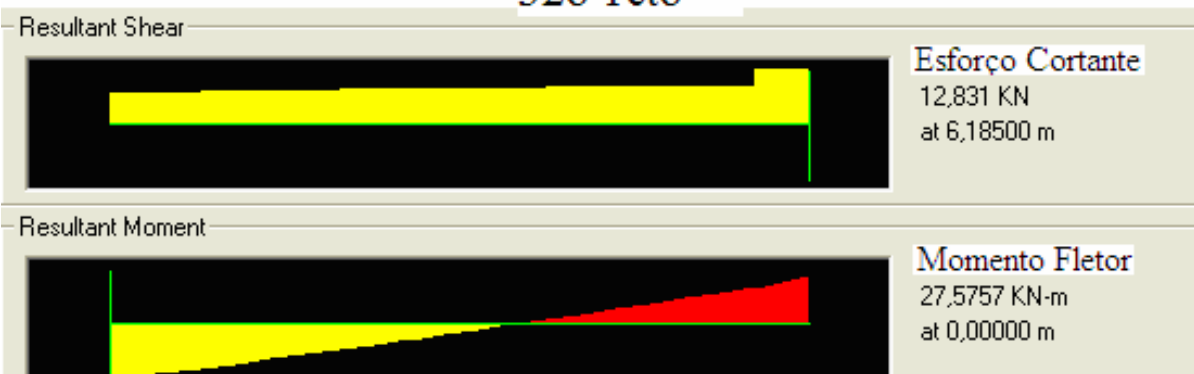 Resultant Shear
Esforço Cortante
12,831 KN
at 6,18500 m
Resultant Moment
Momento Fletor
27,5757 KN-m
at 0,00000 m